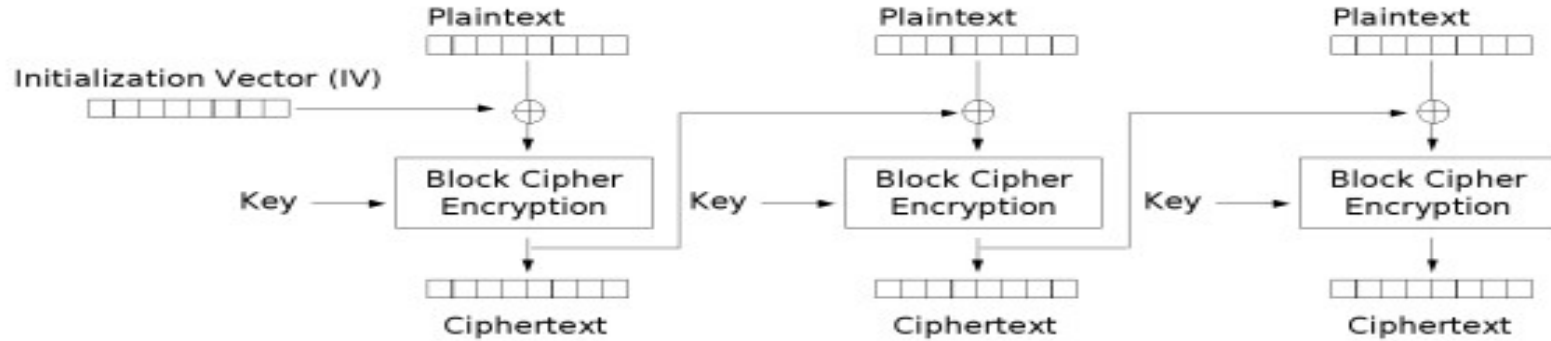 Plaintext Plaintext Plaintext
Initialization Vector (IV)
Key Block Cipher Encryption Key Block Cipher Encryption Key Block Cipher Encryption
Ciphertext Ciphertext Ciphertext